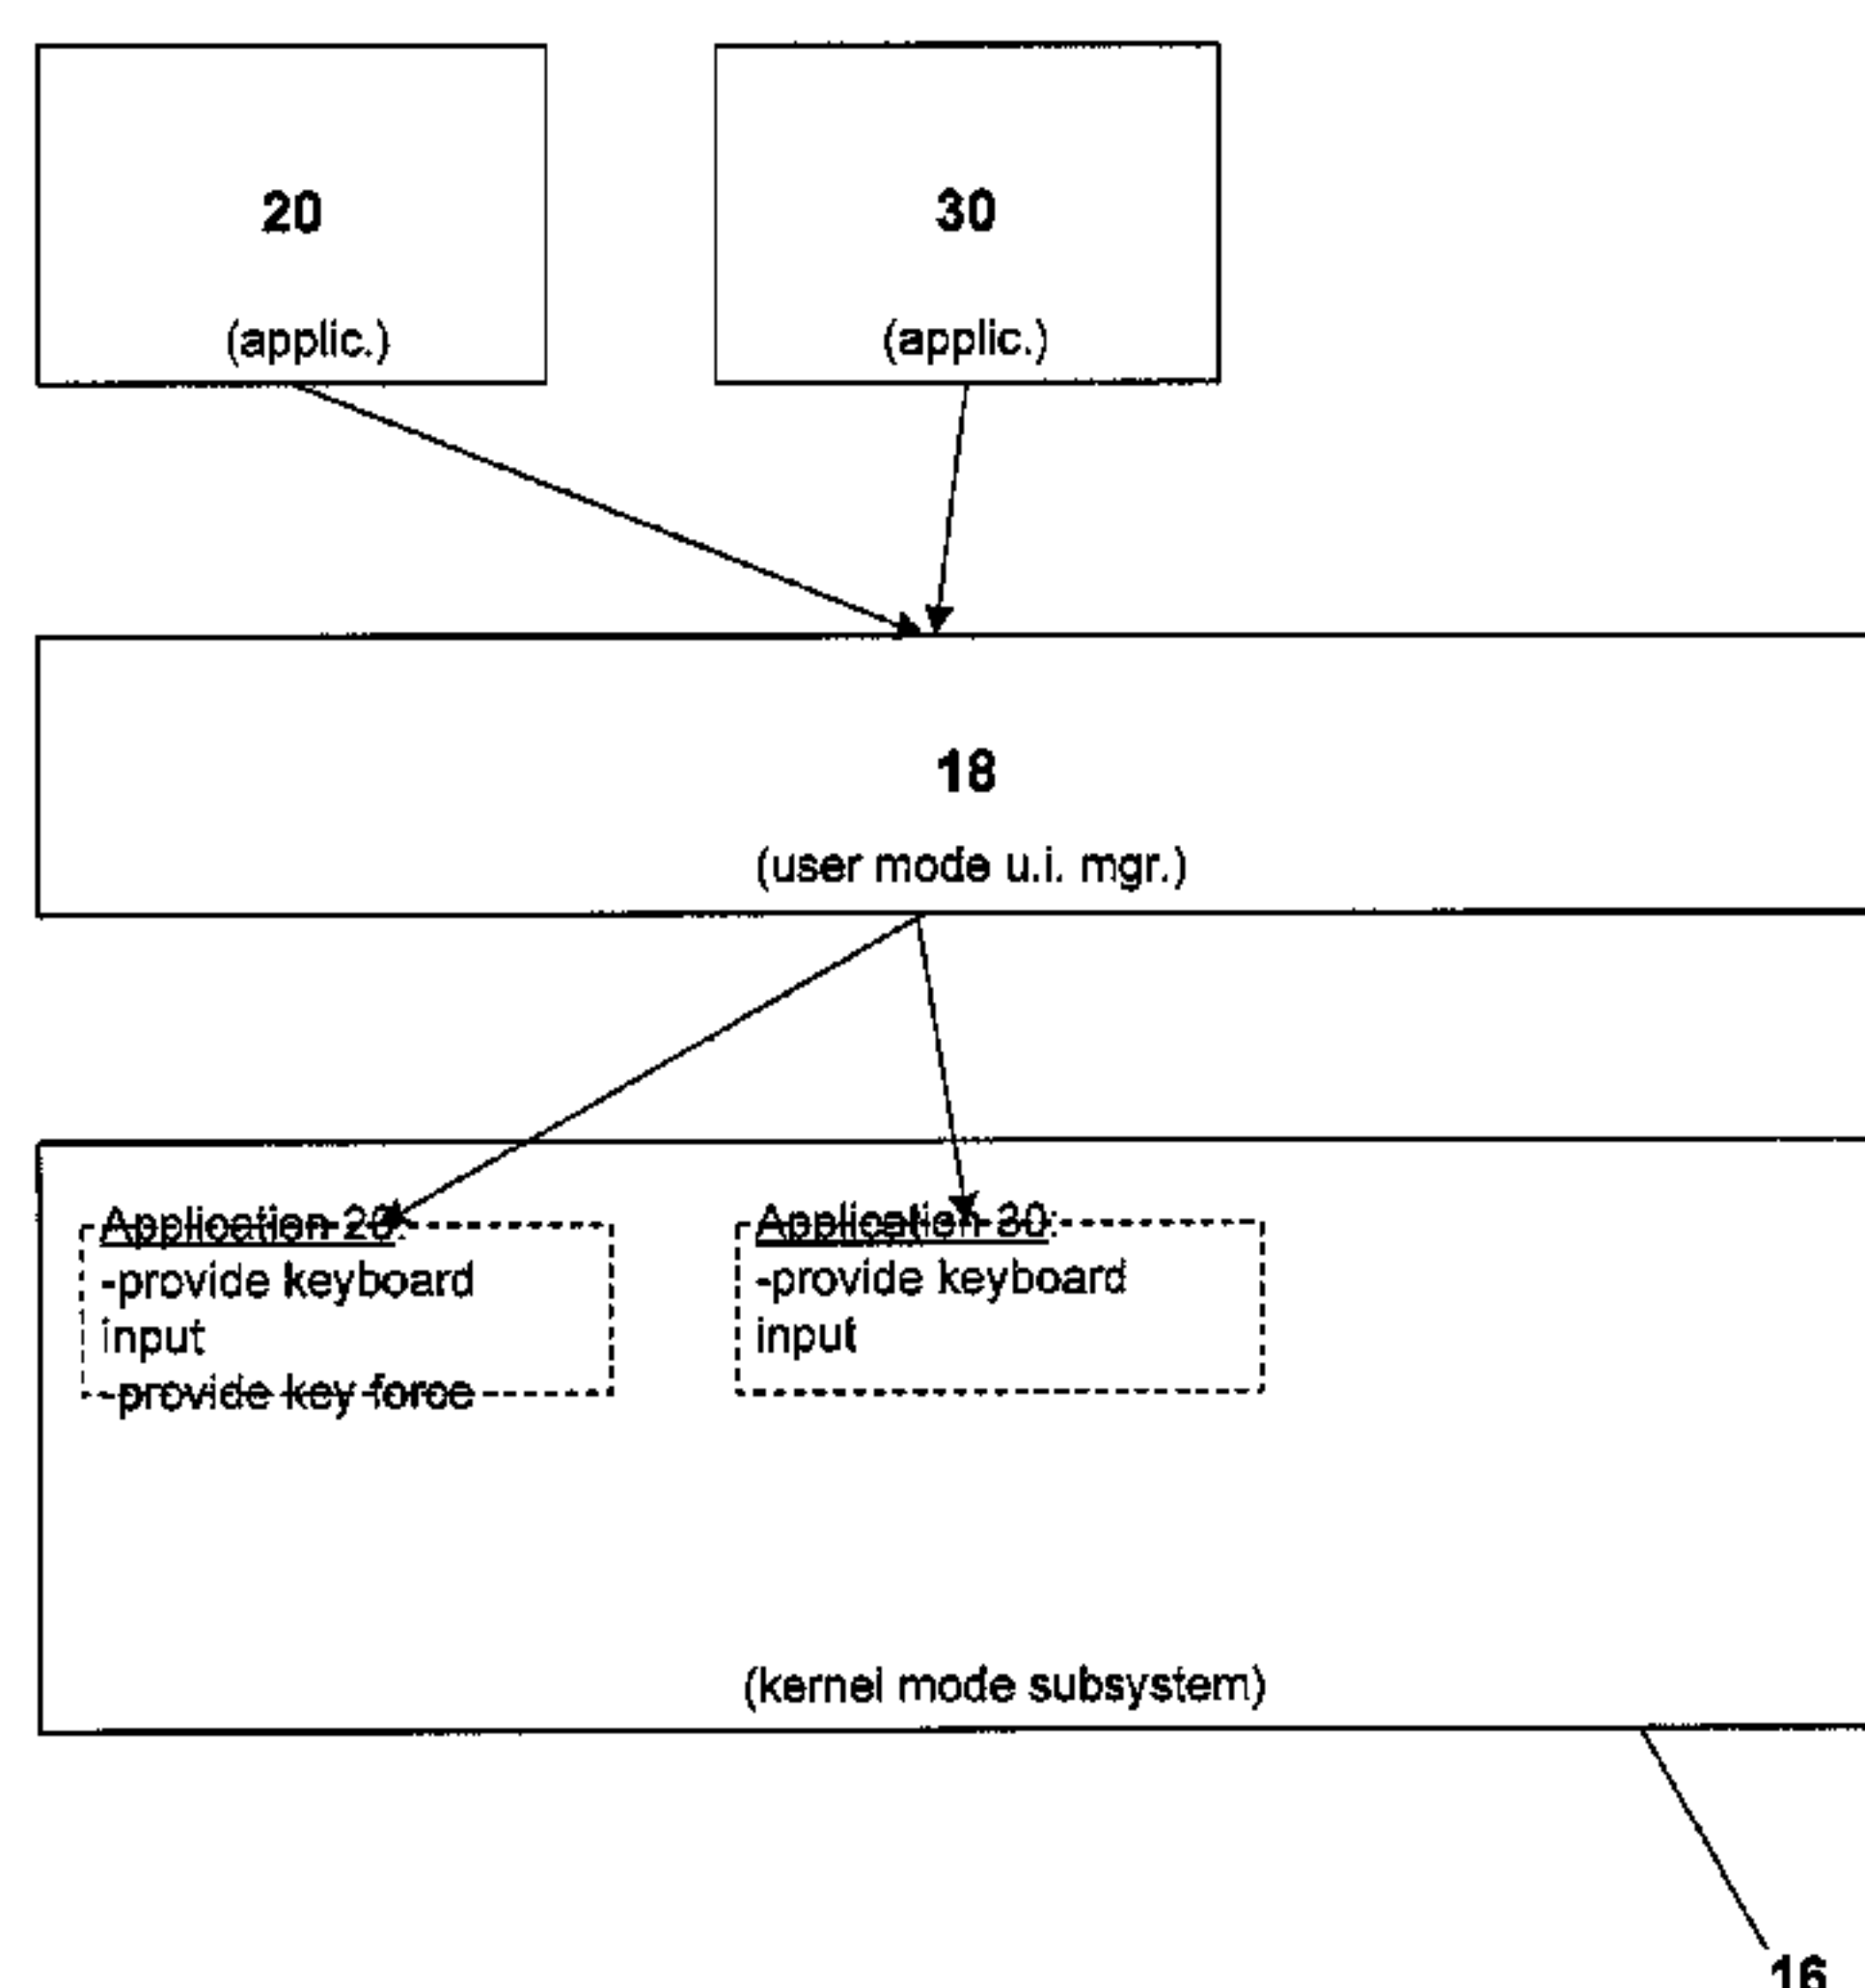 20
30
(applic.)
(applic.)
18
(user mode u.i. mgr.)
Application 20:
-provide keyboard
input
-provide key force
Application 30:
-provide keyboard
input
(kernel mode subsystem)
16